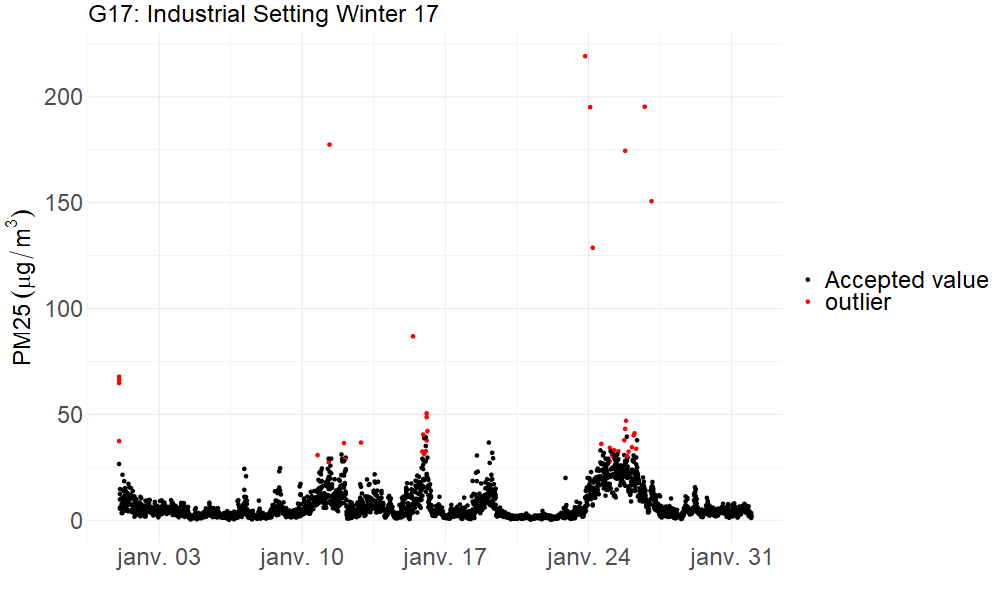 G17: Industrial Setting Winter 17
PM25 (μg/m³)
200
150
100
50
0
janv. 03 janv. 10 janv. 17 janv. 24 janv. 31
Accepted value
outlier